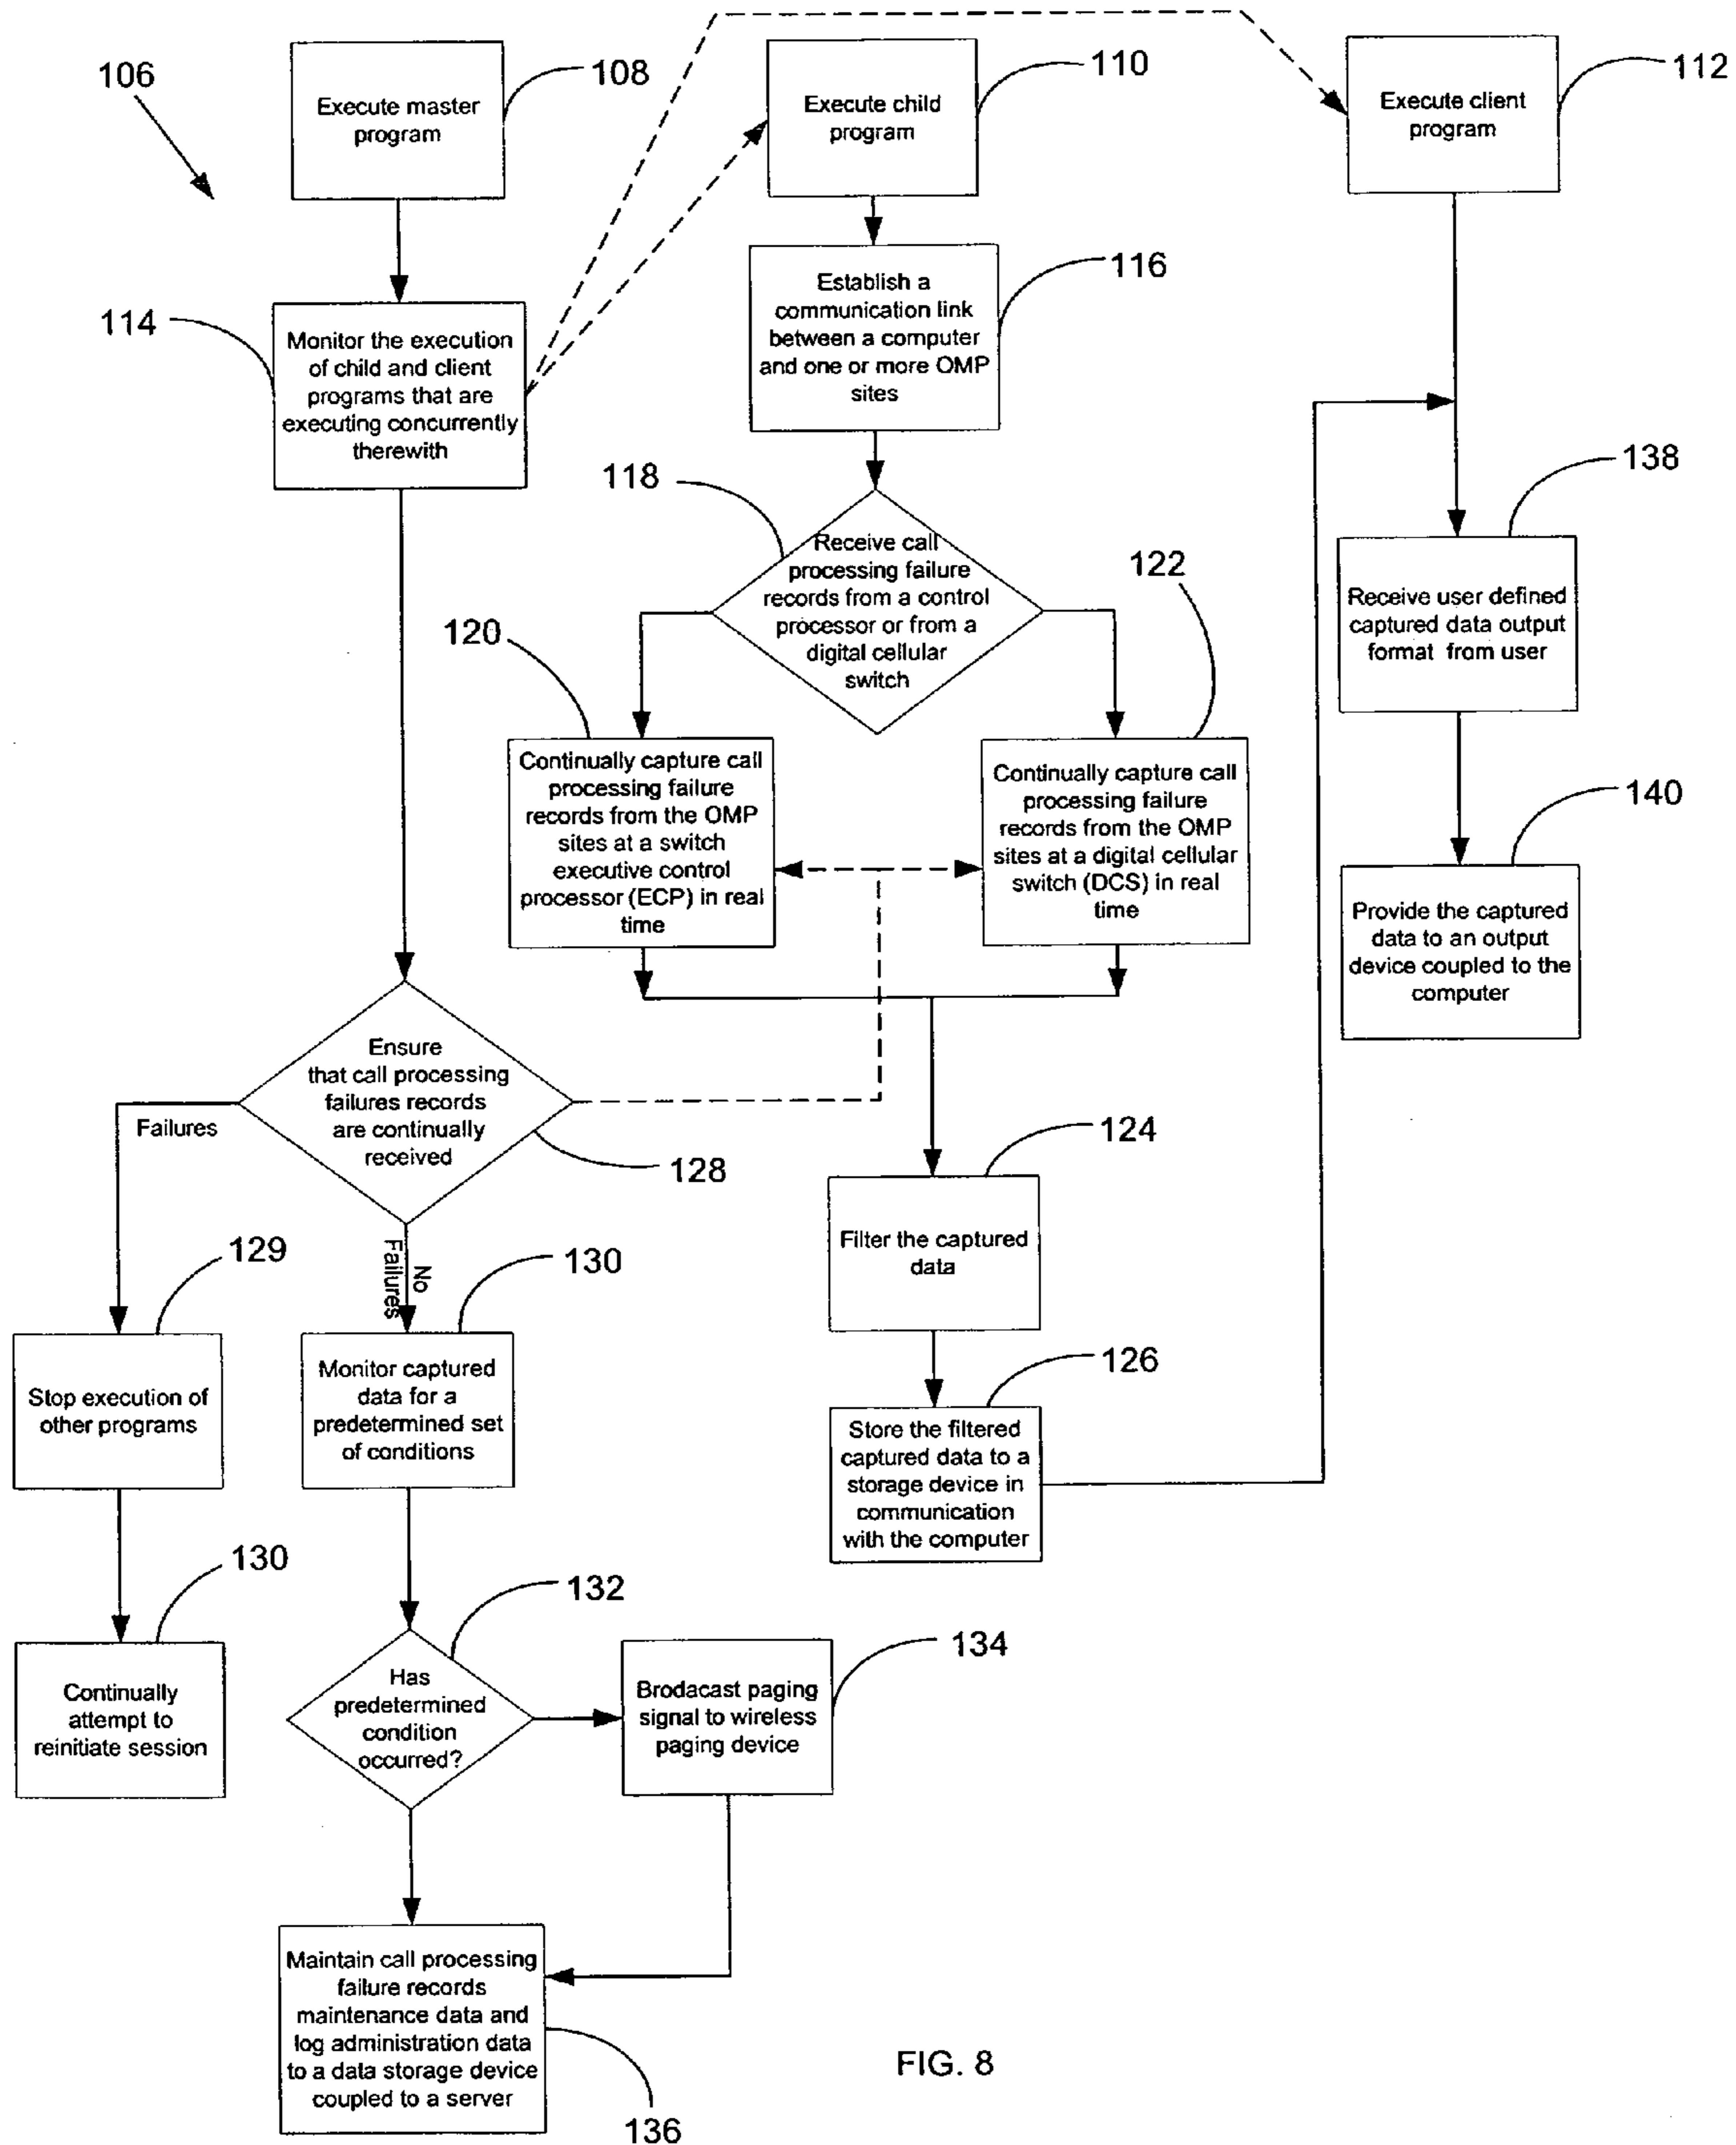 106
Execute master
program
108
Execute child
program
110
Execute client
program
112
114
Monitor the execution
of child and client
programs that are
executing concurrently
therewith
Establish a
communication link
between a computer
and one or more OMP
sites
116
118
Receive call
processing failure
records from a control
processor or from a
digital cellular
switch
120
Continually capture call
processing failure
records from the OMP
sites at a switch
executive control
processor (ECP) in real
time
122
Continually capture call
processing failure
records from the OMP
sites at a digital cellular
switch (DCS) in real
time
138
Receive user defined
captured data output
format from user
140
Provide the captured
data to an output
device coupled to the
computer
Ensure
that call processing
failures records
are continually
received
128
Failures
No
Failures
124
Filter the captured
data
126
Store the filtered
captured data to a
storage device in
communication
with the computer
129
Stop execution of
other programs
130
Monitor captured
data for a
predetermined set
of conditions
130
Continually
attempt to
reinitiate session
132
Has
predetermined
condition
occurred?
134
Brodacast paging
signal to wireless
paging device
Maintain call processing
failure records
maintenance data and
log administration data
to a data storage device
coupled to a server
136
FIG. 8